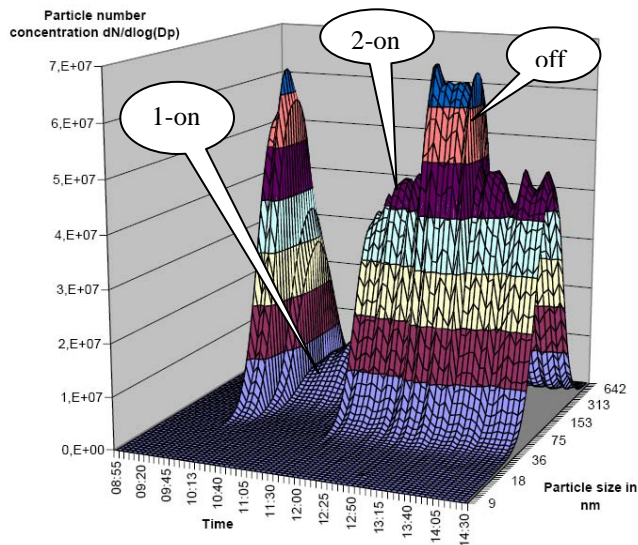 Particle number
concentration dN/dlog(Dp)
7,E+07
6,E+07
5,E+07
4,E+07
3,E+07
2,E+07
1,E+07
0,E+00
1-on
2-on
off
08:55
09:20
09:45
10:13
10:40
11:05
11:30
12:00
12:25
12:50
13:15
13:40
14:05
14:30
Time
642
313
153
75
36
18
9
Particle size in
nm